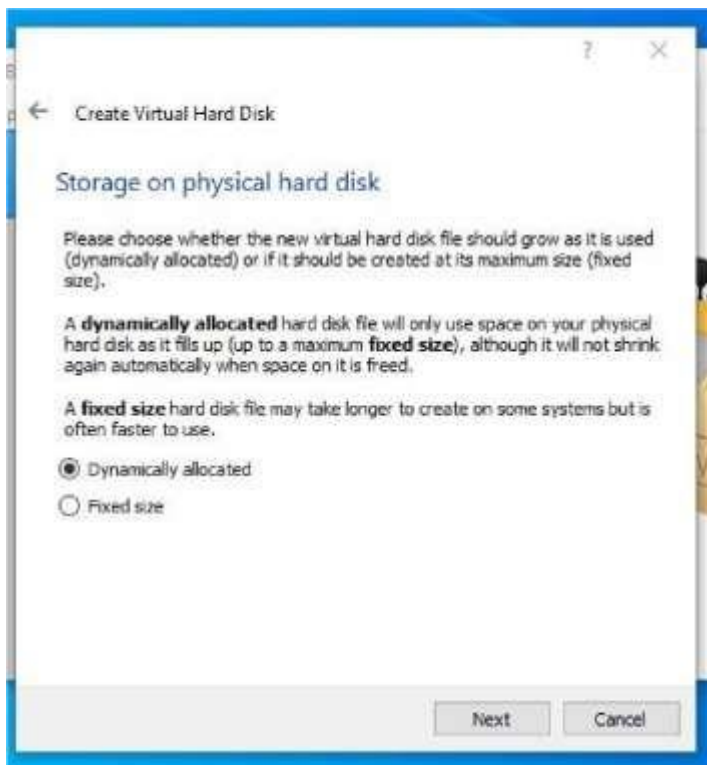 Create Virtual Hard Disk
Storage on physical hard disk
Please choose whether the new virtual hard disk file should grow as it is used
(dynamically allocated) or if it should be created at its maximum size (fixed
size).
A dynamically allocated hard disk file will only use space on your physical
hard disk as it fills up (up to a maximum fixed size), although it will not shrink
again automatically when space on it is freed.
A fixed size hard disk file may take longer to create on some systems but is
often faster to use.
Dynamically allocated
Fixed size
Next Cancel